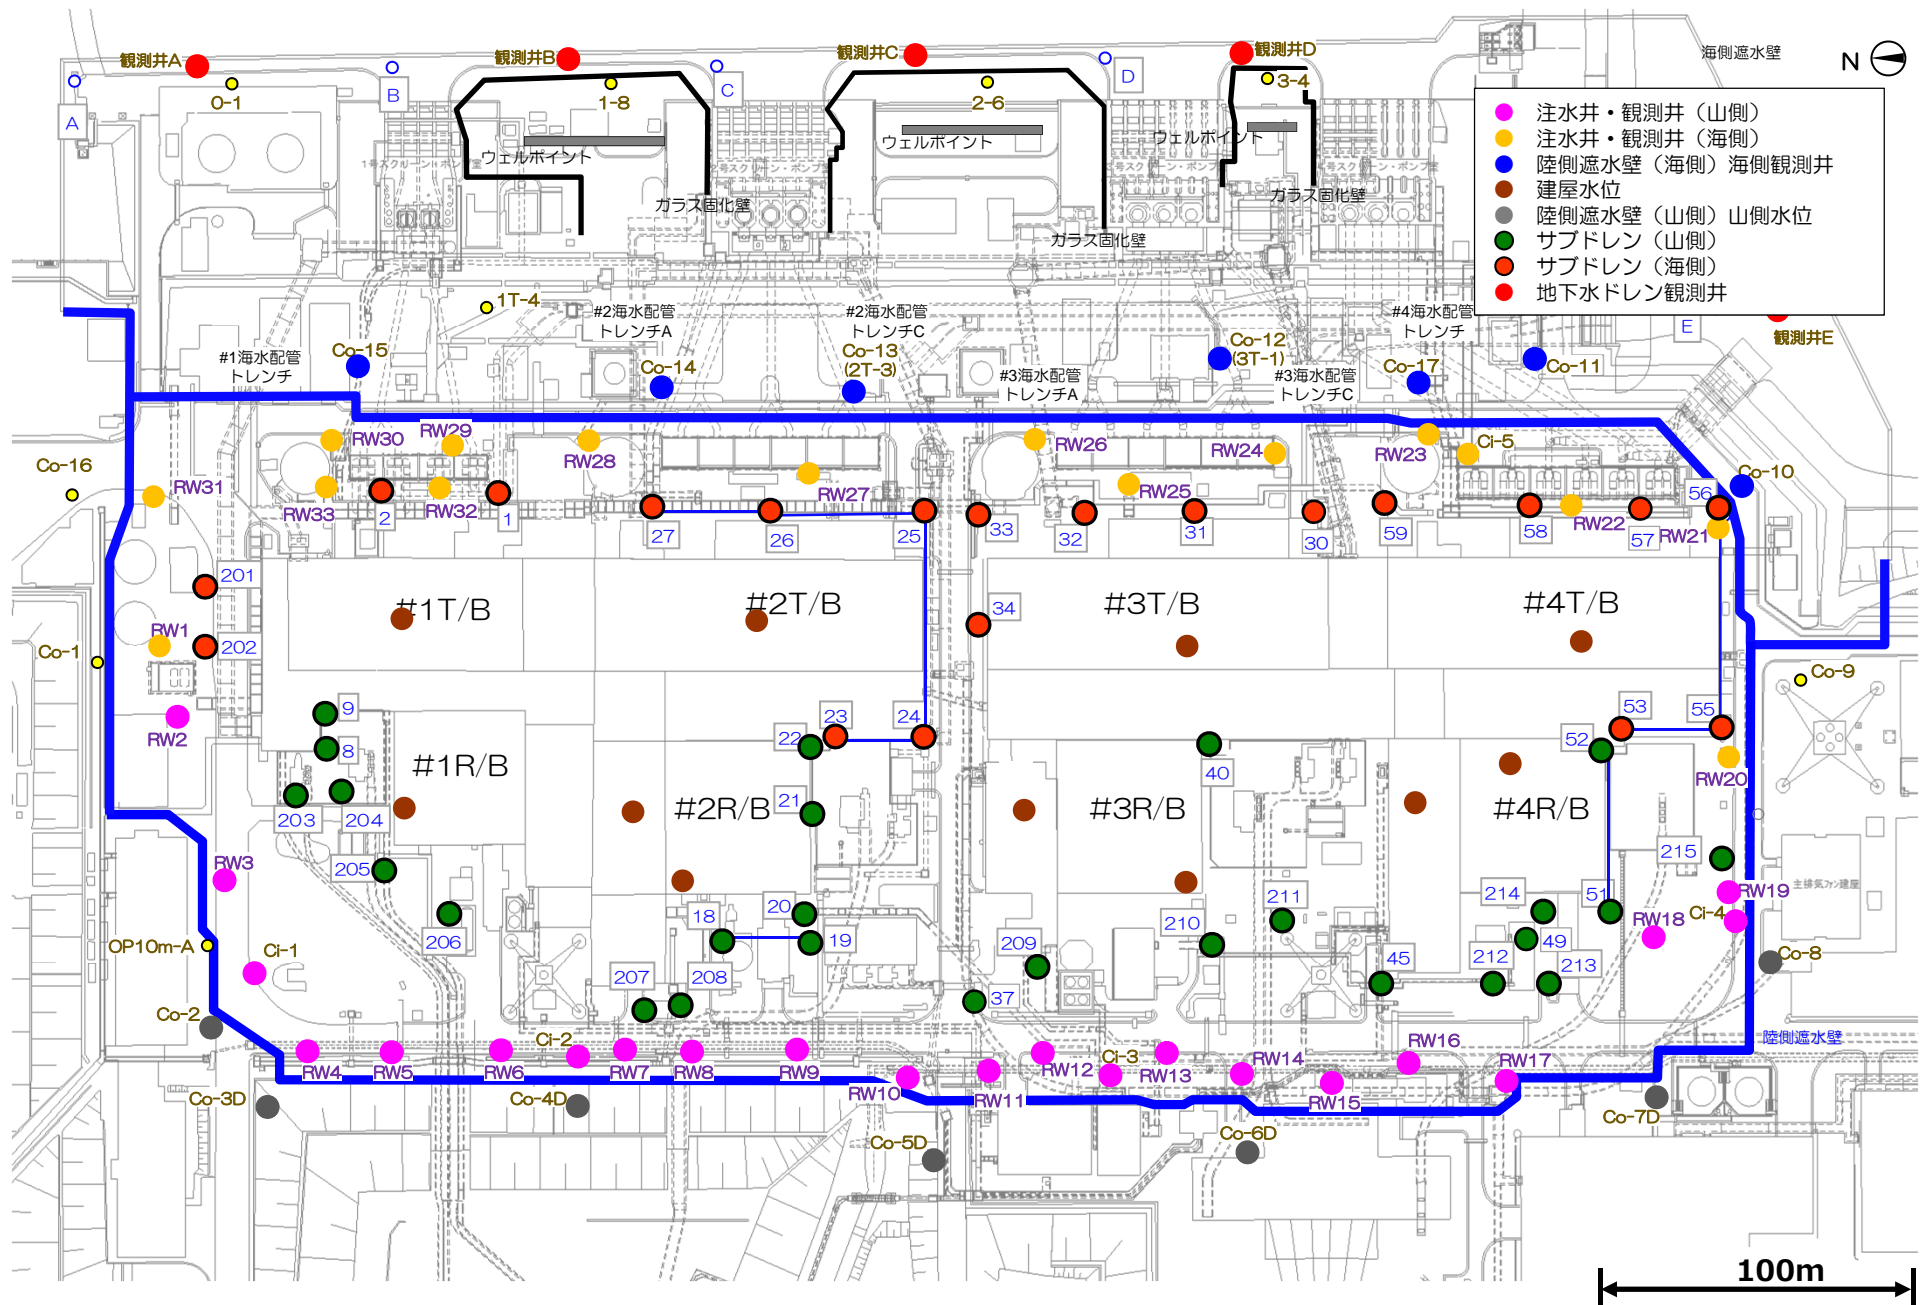 観測井A
観測井B
観測井C
観測井D
海側遮水壁
N
A
0-1
B
1-8
C
2-6
D
3-4
注水井・観測井（山側）
注水井・観測井（海側）
陸側遮水壁（海側）海側観測井
建屋水位
陸側遮水壁（山側）山側水位
サブドレン（山側）
サブドレン（海側）
地下水ドレン観測井
ウェルポイント
ウェルポイント
ウェルポイント
ガラス固化壁
ガラス固化壁
ガラス固化壁
1T-4
#2海水配管
トレンチA
#2海水配管
トレンチC
#4海水配管
トレンチ
E
観測井E
#1海水配管
トレンチ
Co-15
Co-14
Co-13
(2T-3)
#3海水配管
トレンチA
Co-12
(3T-1)
#3海水配管
トレンチC
Co-17
Co-11
RW30
RW29
RW28
RW26
RW24
RW23
Ci-5
Co-16
RW31
RW33
2
RW32
1
27
26
RW27
25
33
32
RW25
31
30
59
58
RW22
57
56
RW21
Co-10
201
202
RW1
Co-1
#1T/B
#2T/B
34
#3T/B
#4T/B
Co-9
RW2
9
8
203
204
#1R/B
22
23
24
21
#2R/B
40
#3R/B
#4R/B
52
53
55
RW20
RW3
205
206
18
20
19
OP10m-A
Ci-1
207
208
209
210
211
37
45
214
212
49
213
51
215
RW18
RW19
Ci-4
主排気ファン建屋
Co-8
Co-2
陸側遮水壁
RW4
RW5
RW6
Ci-2
RW7
RW8
RW9
RW10
RW11
RW12
Ci-3
RW13
RW14
RW15
RW16
RW17
Co-3D
Co-4D
Co-5D
Co-6D
Co-7D
100m